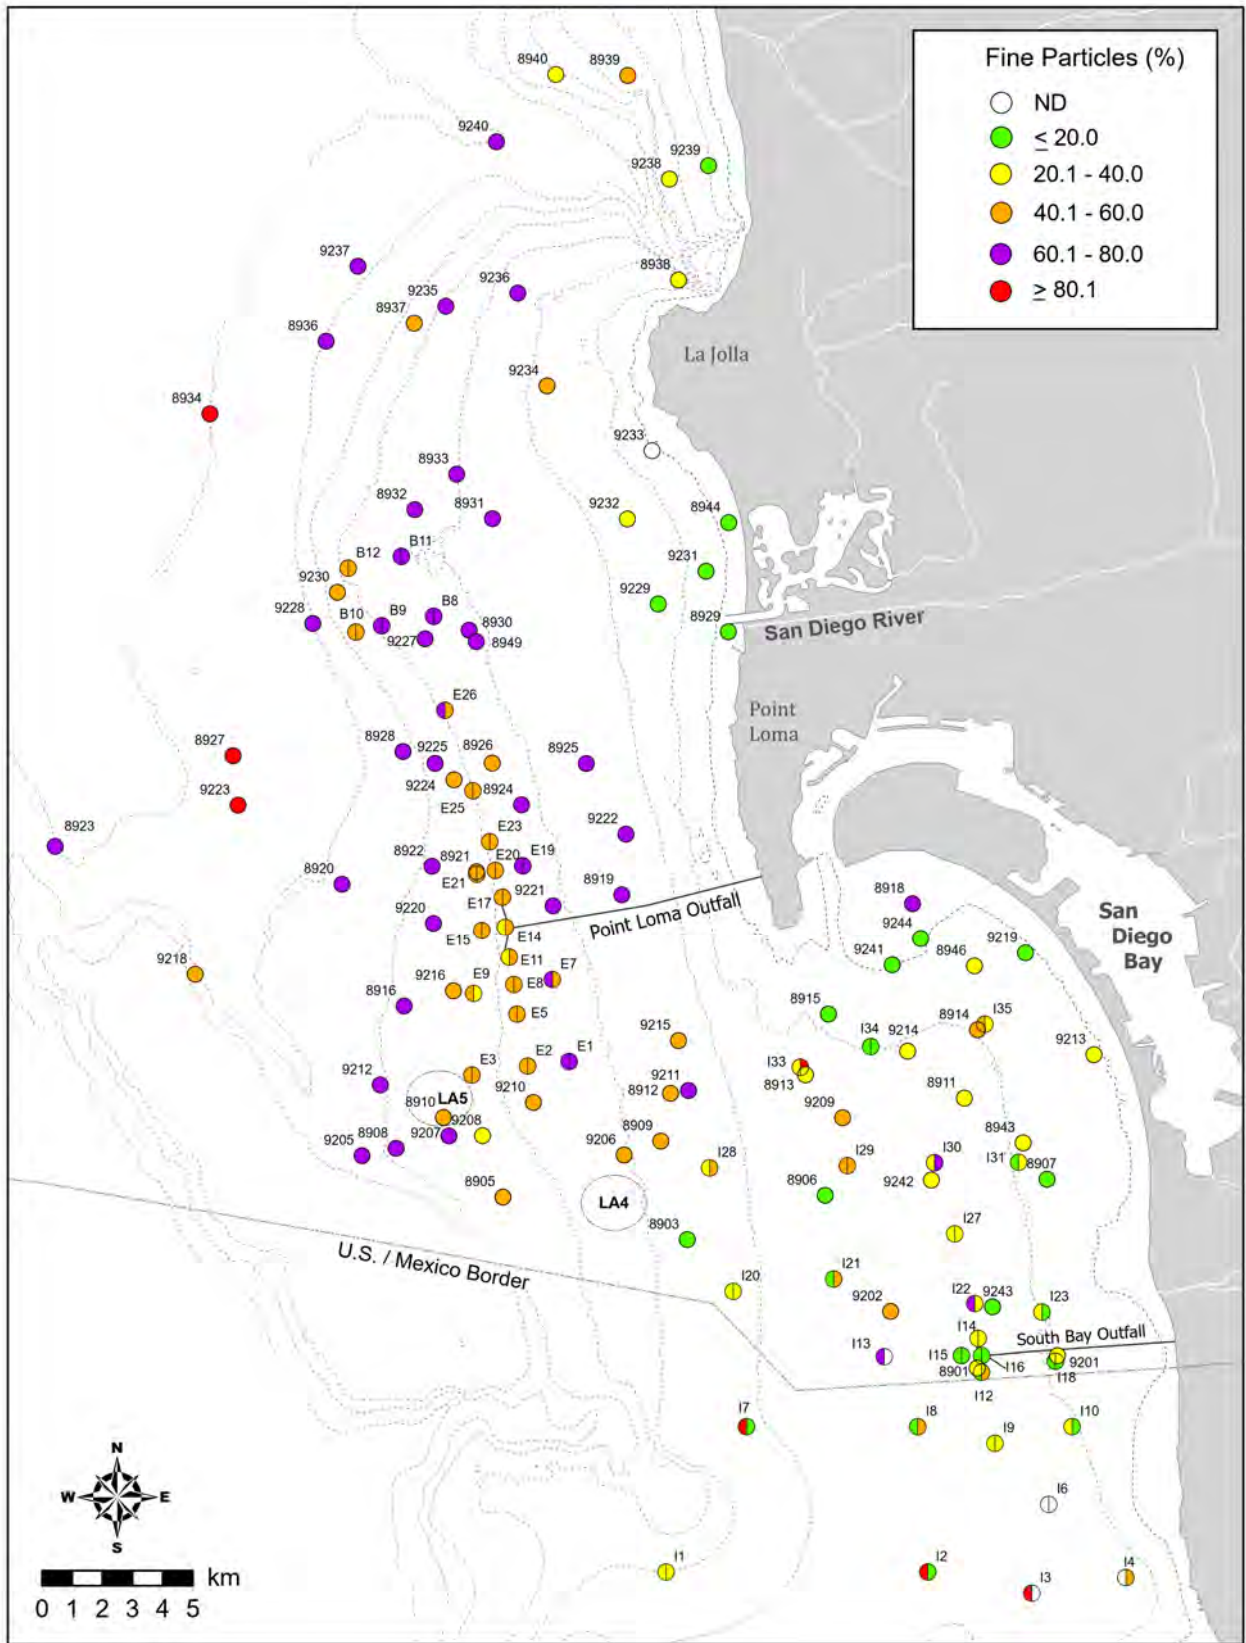 Fine Particles (%)
ND
≤ 20.0
20.1 - 40.0
40.1 - 60.0
60.1 - 80.0
≥ 80.1
8940
8939
9240
9238
9239
9237
9236
8938
9235
8937
8936
La Jolla
9234
8934
9233
8933
8932
8931
9232
8944
B11
B12
9231
9230
9229
B8
B9
B10
9228
8930
8929
San Diego River
9227
8949
E26
Point
Loma
8928
9225
8926
8925
8927
9224
8924
9223
E25
9222
E23
8923
8922
8921
E20
E19
8920
E21
9221
8919
8918
E17
Point Loma Outfall
San
Diego
Bay
9220
E15
E14
9244
9241
8946
9219
E11
9218
9216
E9
E8
E7
8916
E5
8915
8914
I35
I34
9214
9213
9215
E3
E2
E1
I33
8913
9212
9211
8912
8911
LA5
8910
9210
9209
9207
9208
8909
8943
9205
8908
9206
I28
I29
I30
I31
8907
9242
8906
8905
LA4
8903
I27
U.S. / Mexico Border
I20
I21
9202
I22
9243
I23
I14
South Bay Outfall
I13
I15
I16
9201
8901
I18
I12
I7
I8
I9
I10
I6
I1
I2
I3
I4
N
W
E
S
km
0 1 2 3 4 5